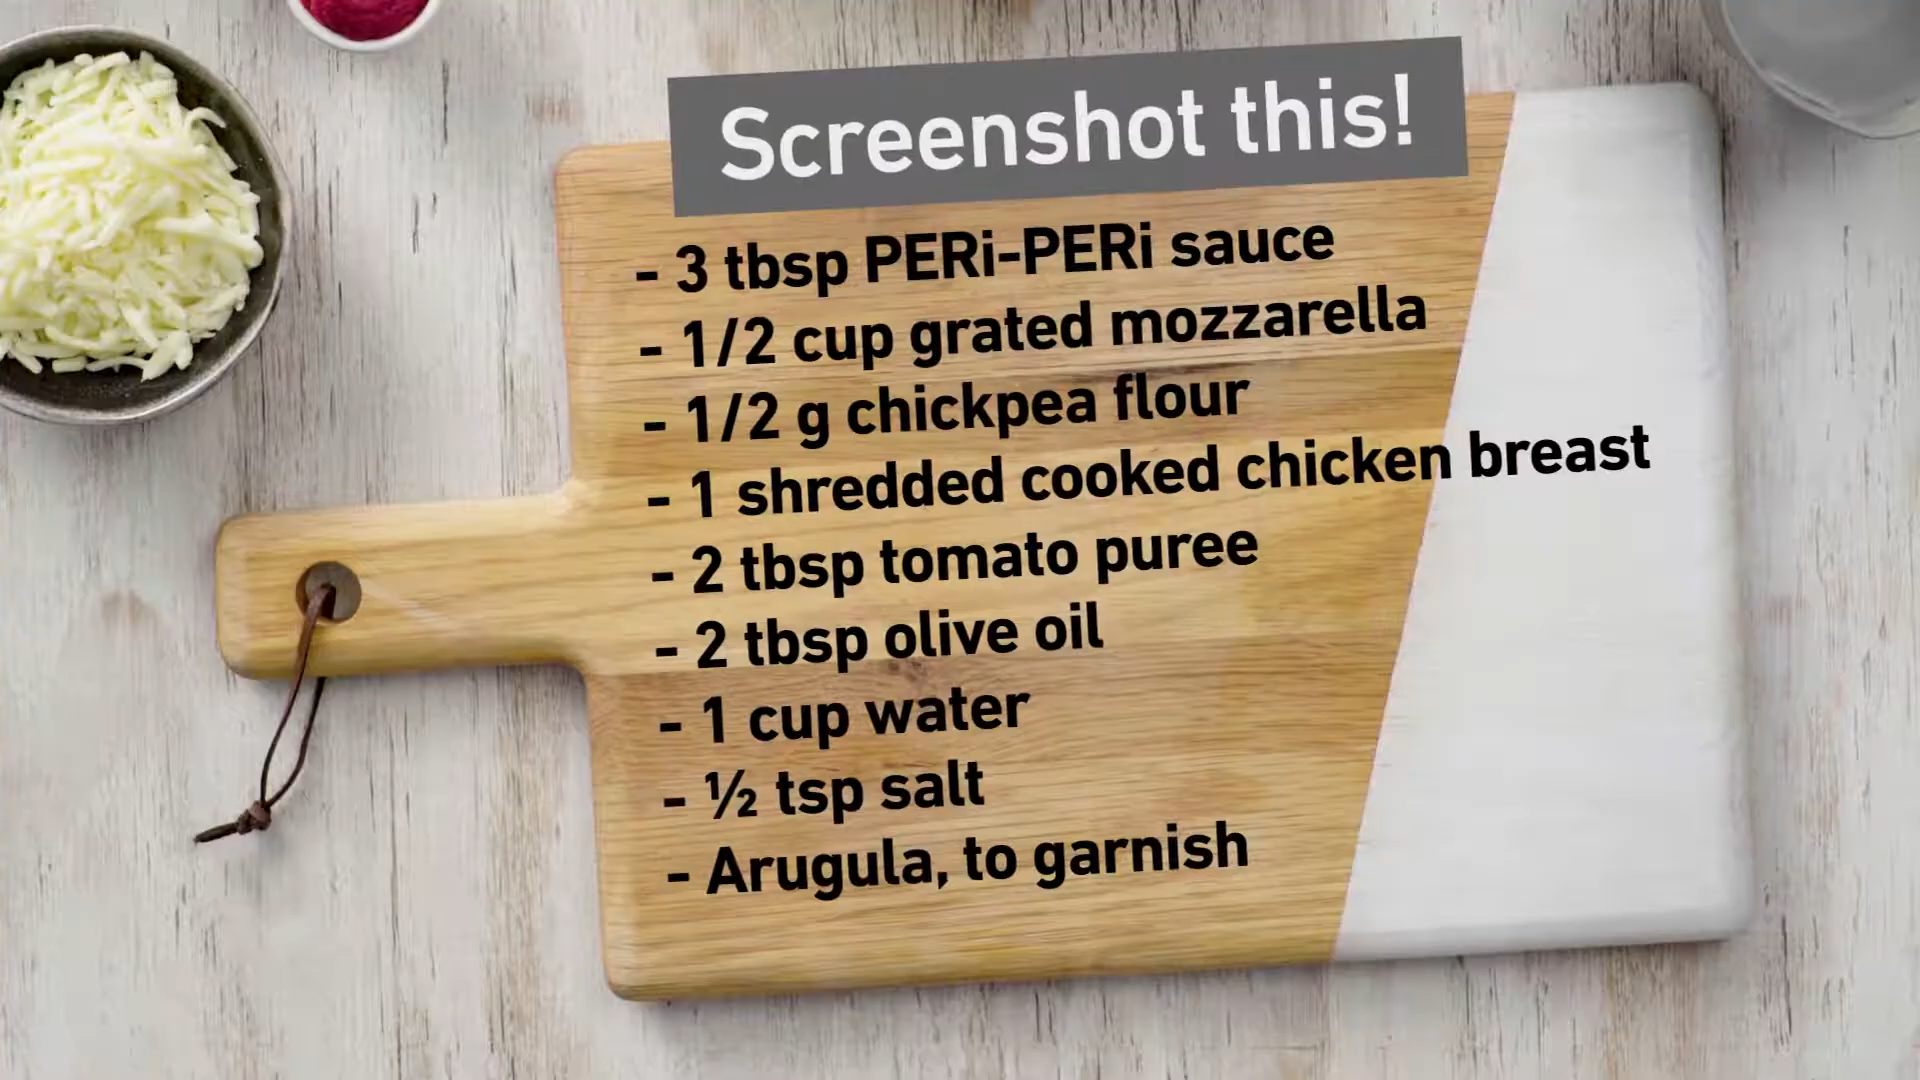 Screenshot this!
- 3 tbsp PERi-PERi sauce
- 1/2 cup grated mozzarella
- 1/2 g chickpea flour
- 1 shredded cooked chicken breast
- 2 tbsp tomato puree
- 2 tbsp olive oil
- 1 cup water
- ½ tsp salt
- Arugula, to garnish